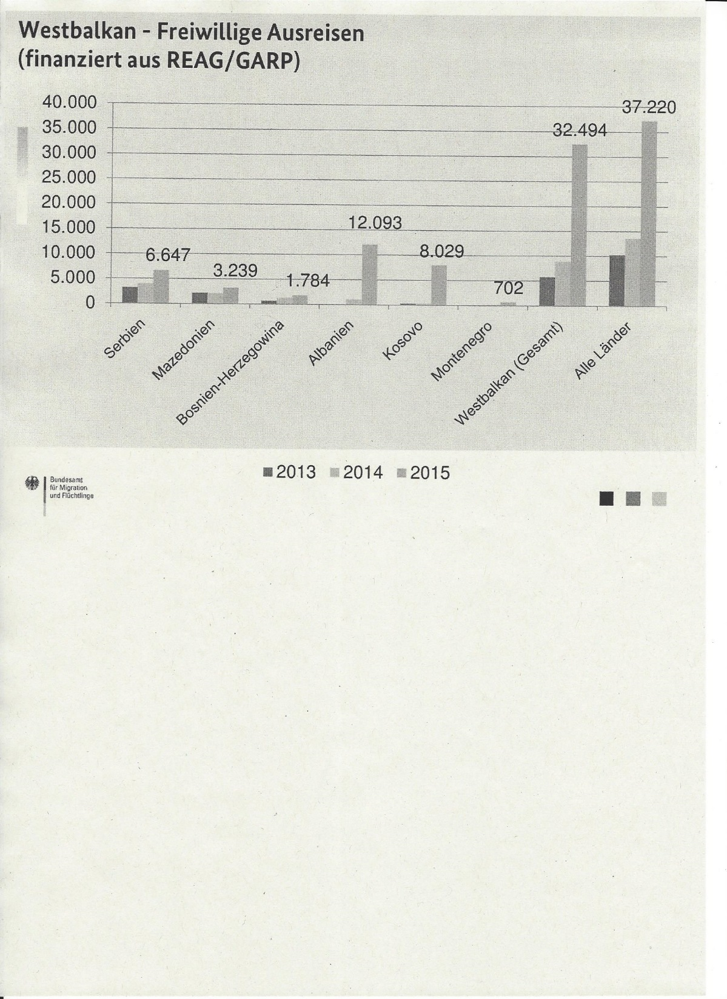 Westbalkan - Freiwillige Ausreisen
(finanziert aus REAG/GARP)
40.000
35.000
30.000
25.000
20.000
15.000
10.000
5.000
0
6.647
3.239
1.784
12.093
8.029
702
32.494
37.220
Serbien
Mazedonien
Bosnien-Herzegowina
Albanien
Kosovo
Montenegro
Westbalkan (Gesamt)
Alle Länder
2013 2014 2015
Bundesamt
für Migration
und Flüchtlinge